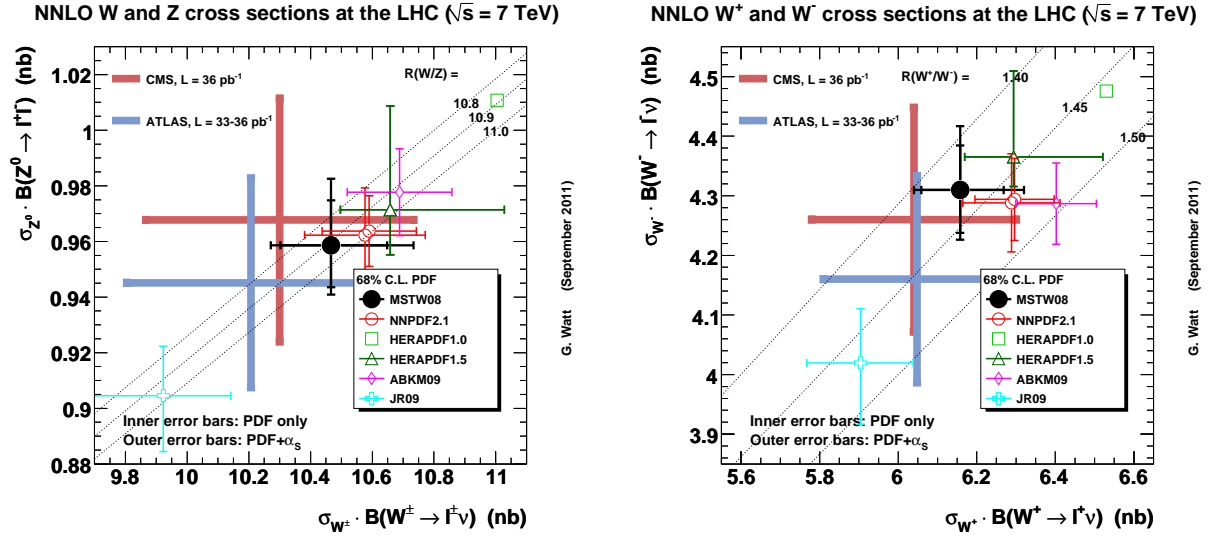 NNLO W and Z cross sections at the LHC (√s = 7 TeV)
σ_Z⁰ · B(Z⁰ → l⁺l⁻) (nb)
1.02
1
0.98
0.96
0.94
0.92
0.9
0.88
CMS, L = 36 pb⁻¹
ATLAS, L = 33-36 pb⁻¹
R(W/Z) =
10.8
10.9
11.0
68% C.L. PDF
MSTW08
NNPDF2.1
HERAPDF1.0
HERAPDF1.5
ABKM09
JR09
Inner error bars: PDF only
Outer error bars: PDF+α_S
9.8 10 10.2 10.4 10.6 10.8 11
σ_W± · B(W± → l±ν) (nb)
G. Watt (September 2011)
NNLO W⁺ and W⁻ cross sections at the LHC (√s = 7 TeV)
σ_W⁻ · B(W⁻ → l⁻ν) (nb)
4.5
4.4
4.3
4.2
4.1
4
3.9
CMS, L = 36 pb⁻¹
ATLAS, L = 33-36 pb⁻¹
R(W⁺/W⁻) =
1.40
1.45
1.50
68% C.L. PDF
MSTW08
NNPDF2.1
HERAPDF1.0
HERAPDF1.5
ABKM09
JR09
Inner error bars: PDF only
Outer error bars: PDF+α_S
5.6 5.8 6 6.2 6.4 6.6
σ_W⁺ · B(W⁺ → l⁺ν) (nb)
G. Watt (September 2011)